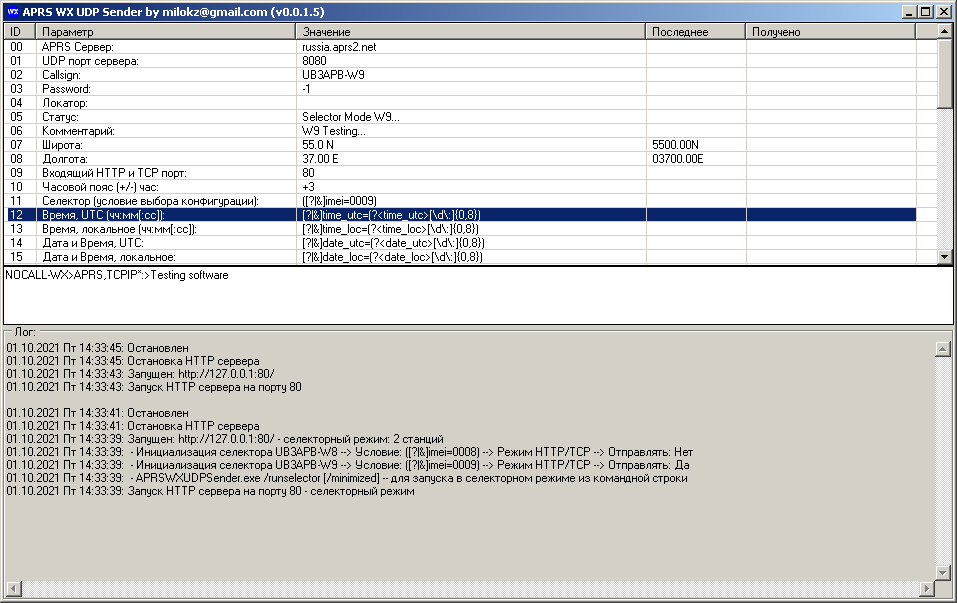 WX APRS WX UDP Sender by milokz@gmail.com (v0.0.1.5)
ID Параметр Значение Последнее Получено
00 APRS Сервер: russia.aprs2.net
01 UDP порт сервера: 8080
02 Callsign: UB3APB-W9
03 Password: -1
04 Локатор:
05 Статус: Selector Mode W9...
06 Комментарий: W9 Testing...
07 Широта: 55.0 N 5500.00N
08 Долгота: 37.00 E 03700.00E
09 Входящий HTTP и TCP порт: 80
10 Часовой пояс (+/-) час: +3
11 Селектор (условие выбора конфигурации): ([?|&]imei=0009)
12 Время, UTC (чч:мм[:сс]): [?|&]time_utc=(?<time_utc>[\d\:]{0,8})
13 Время, локальное (чч:мм[:сс]): [?|&]time_loc=(?<time_loc>[\d\:]{0,8})
14 Дата и Время, UTC: [?|&]date_utc=(?<date_utc>[\d\:]{0,8})
15 Дата и Время, локальное: [?|&]date_loc=(?<date_loc>[\d\:]{0,8})
NOCALL-WX>APRS,TCPIP*:>Testing software
Лог:
01.10.2021 Пт 14:33:45: Остановлен
01.10.2021 Пт 14:33:45: Остановка HTTP сервера
01.10.2021 Пт 14:33:43: Запущен: http://127.0.0.1:80/
01.10.2021 Пт 14:33:43: Запуск HTTP сервера на порту 80
01.10.2021 Пт 14:33:41: Остановлен
01.10.2021 Пт 14:33:41: Остановка HTTP сервера
01.10.2021 Пт 14:33:39: Запущен: http://127.0.0.1:80/ - селекторный режим: 2 станций
01.10.2021 Пт 14:33:39:  - Инициализация селектора UB3APB-W8 --> Условие: ([?|&]imei=0008) --> Режим HTTP/TCP --> Отправлять: Нет
01.10.2021 Пт 14:33:39:  - Инициализация селектора UB3APB-W9 --> Условие: ([?|&]imei=0009) --> Режим HTTP/TCP --> Отправлять: Да
01.10.2021 Пт 14:33:39:  - APRSWXUDPSender.exe /runselector [/minimized] -- для запуска в селекторном режиме из командной строки
01.10.2021 Пт 14:33:39: Запуск HTTP сервера на порту 80 - селекторный режим